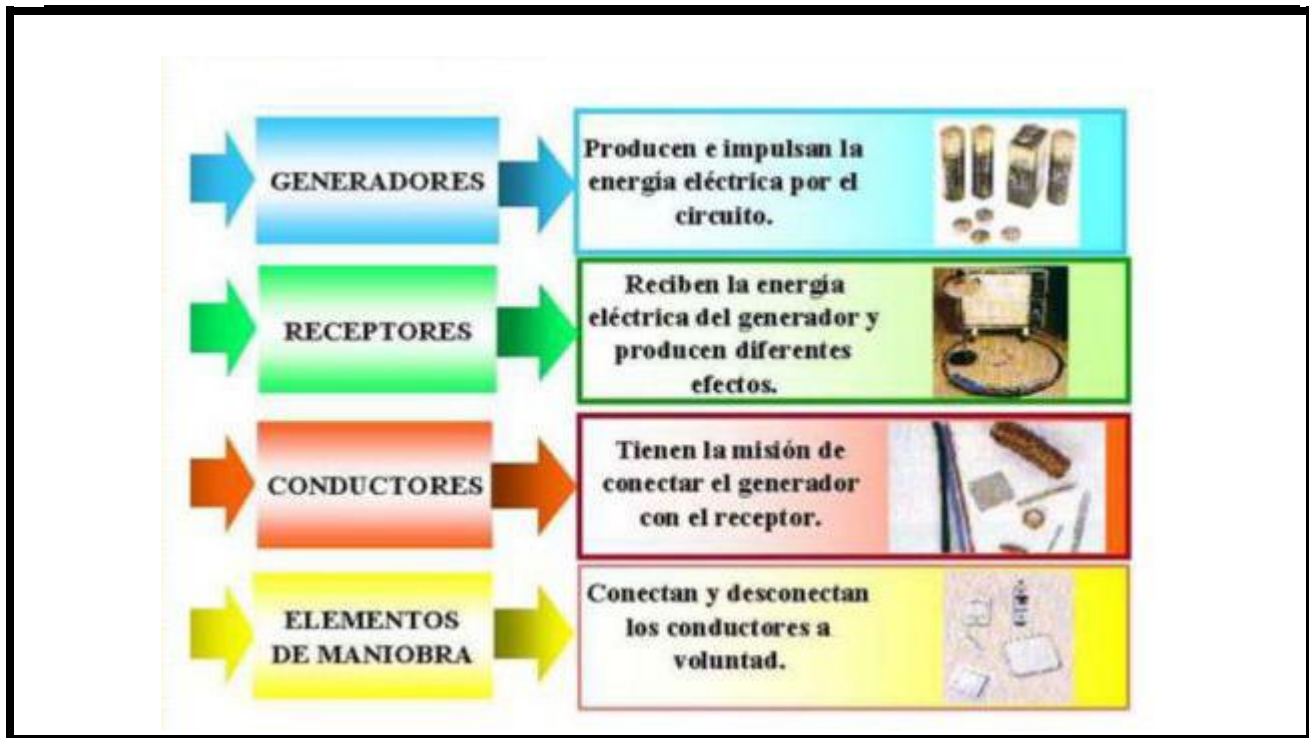 GENERADORES
Producen e impulsan la
energía eléctrica por el
circuito.
RECEPTORES
Reciben la energía
eléctrica del generador y
producen diferentes
efectos.
CONDUCTORES
Tienen la misión de
conectar el generador
con el receptor.
ELEMENTOS
DE MANIOBRA
Conectan y desconectan
los conductores a
voluntad.